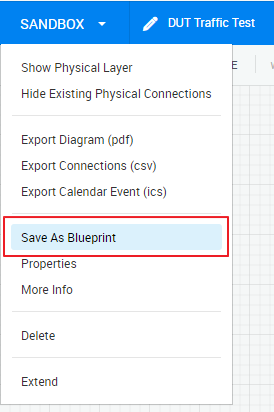 SANDBOX DUT Traffic Test
Show Physical Layer
Hide Existing Physical Connections
E
Export Diagram (pdf)
Export Connections (csv)
Export Calendar Event (ics)
Save As Blueprint
Properties
More Info
Delete
Extend